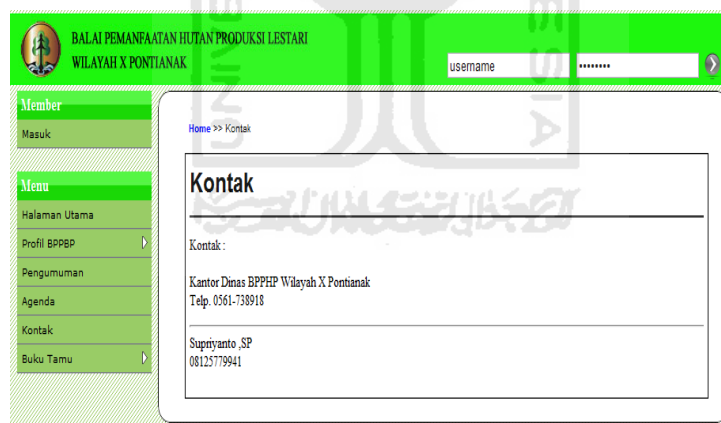 BALAI PEMANFAATAN HUTAN PRODUKSI LESTARI
WILAYAH X PONTIANAK
username
••••••••
Member
Masuk
Menu
Halaman Utama
Profil BPPBP
Pengumuman
Agenda
Kontak
Buku Tamu
Home >> Kontak
Kontak
Kontak :
Kantor Dinas BPPHP Wilayah X Pontianak
Telp. 0561-738918
Supriyanto ,SP
08125779941